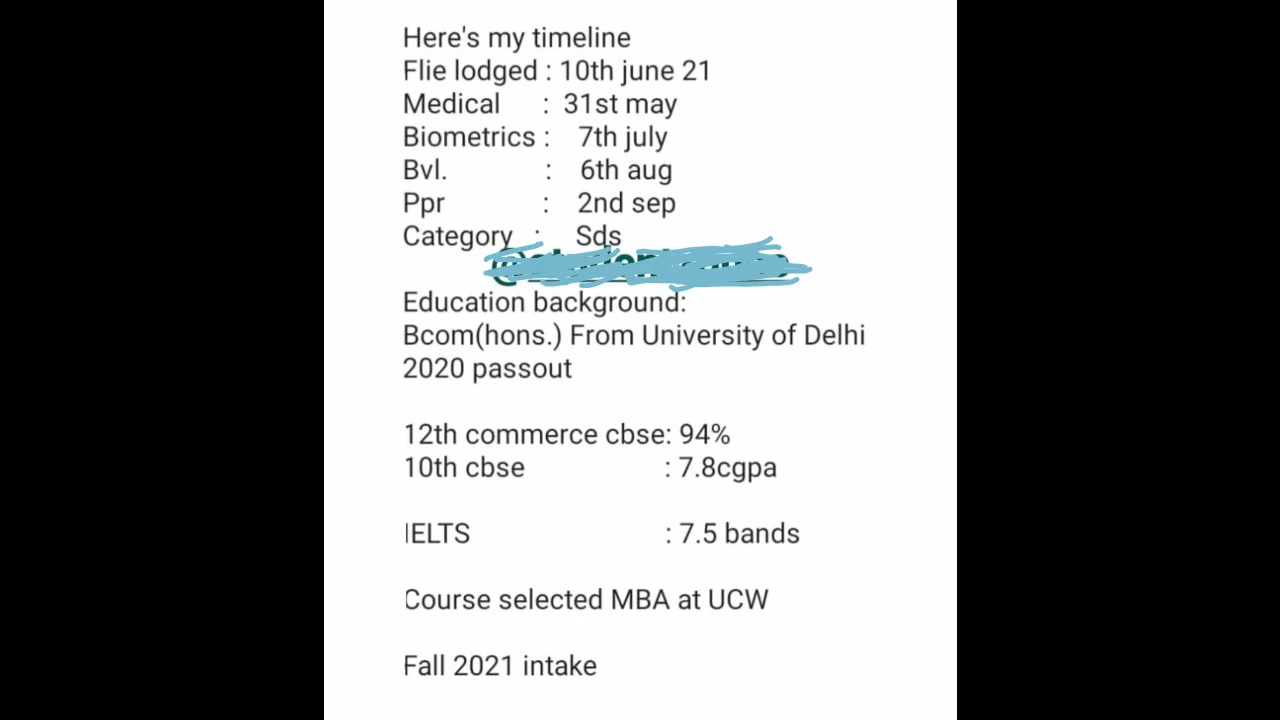 Here's my timeline
Flie lodged : 10th june 21
Medical : 31st may
Biometrics : 7th july
Bvl. : 6th aug
Ppr : 2nd sep
Category : Sds
Education background:
Bcom(hons.) From University of Delhi
2020 passout
12th commerce cbse: 94%
10th cbse : 7.8cgpa
IELTS : 7.5 bands
Course selected MBA at UCW
Fall 2021 intake